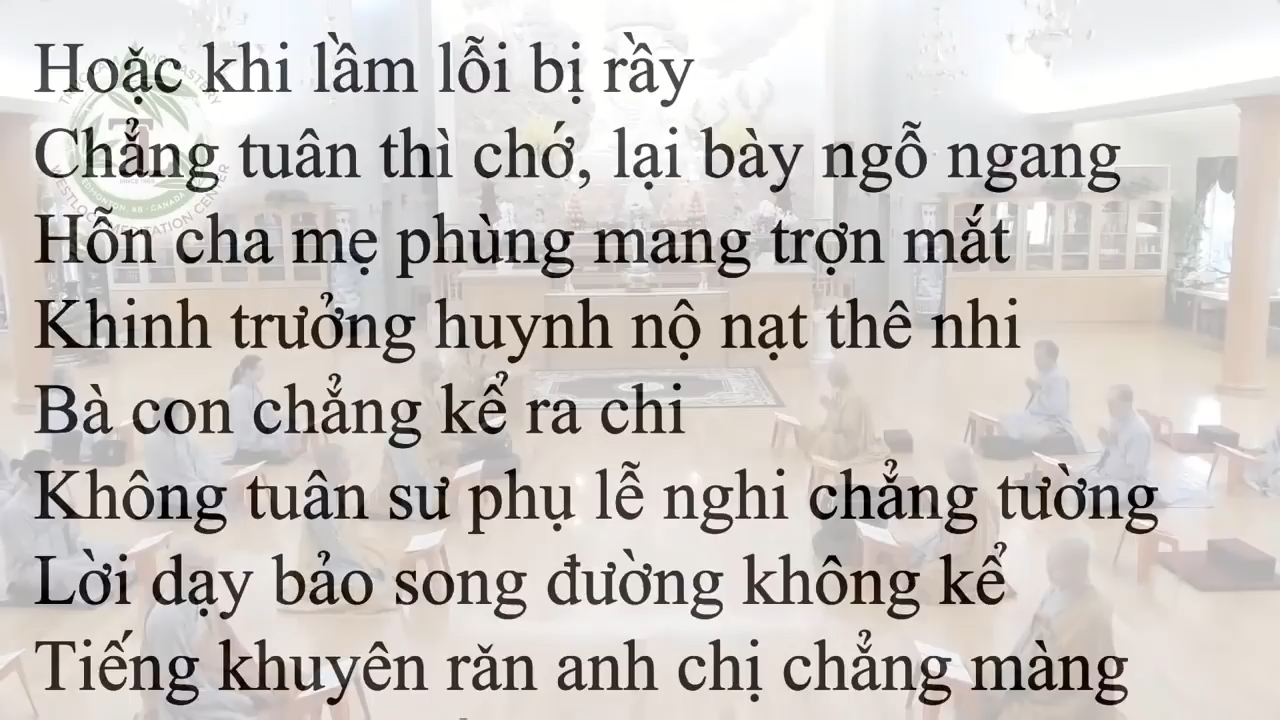 Hoặc khi lầm lỗi bị rầy
Chẳng tuân thì chớ, lại bày ngỗ ngang
Hỗn cha mẹ phùng mang trợn mắt
Khinh trưởng huynh nộ nạt thê nhi
Bà con chẳng kể ra chi
Không tuân sư phụ lễ nghi chẳng tường
Lời dạy bảo song đường không kể
Tiếng khuyên răn anh chị chẳng màng